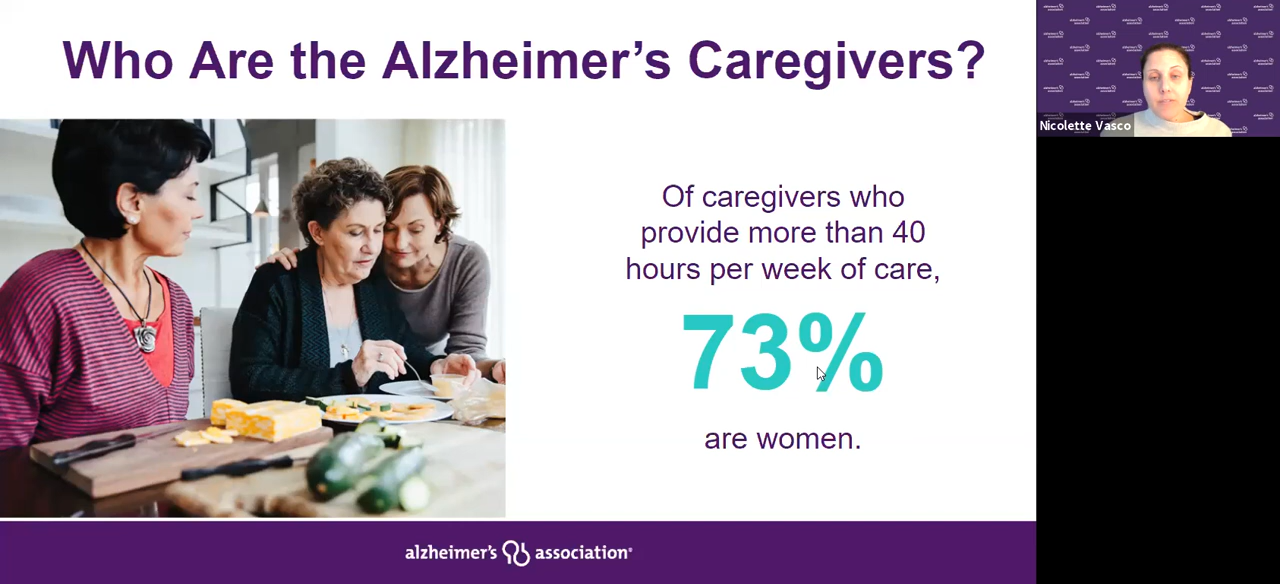 Who Are the Alzheimer's Caregivers?
Of caregivers who
provide more than 40
hours per week of care,
73%
are women.
alzheimer's association®
Nicolette Vasco